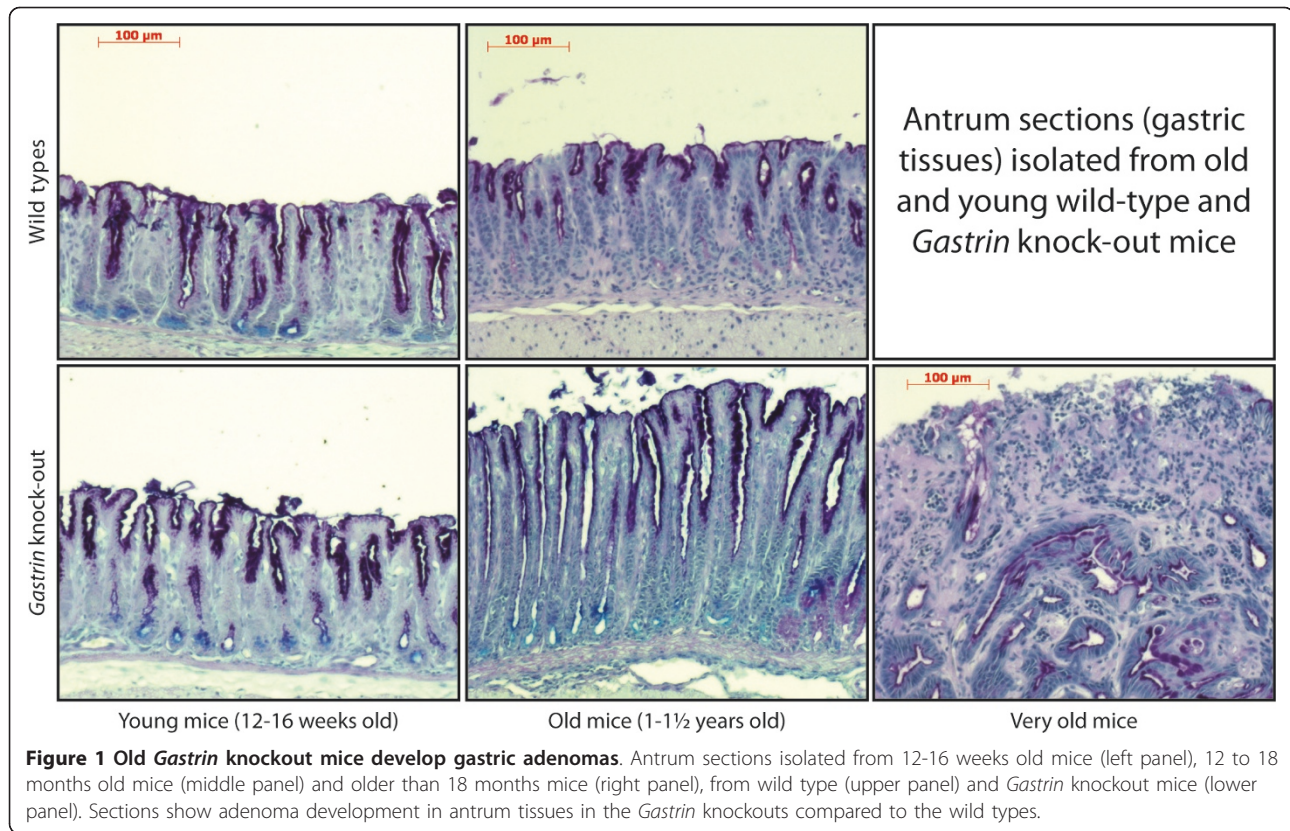 100 µm
100 µm
Wild types
Antrum sections (gastric
tissues) isolated from old
and young wild-type and
Gastrin knock-out mice
100 µm
Gastrin knock-out
Young mice (12-16 weeks old)
Old mice (1-1½ years old)
Very old mice
Figure 1 Old Gastrin knockout mice develop gastric adenomas. Antrum sections isolated from 12-16 weeks old mice (left panel), 12 to 18
months old mice (middle panel) and older than 18 months mice (right panel), from wild type (upper panel) and Gastrin knockout mice (lower
panel). Sections show adenoma development in antrum tissues in the Gastrin knockouts compared to the wild types.